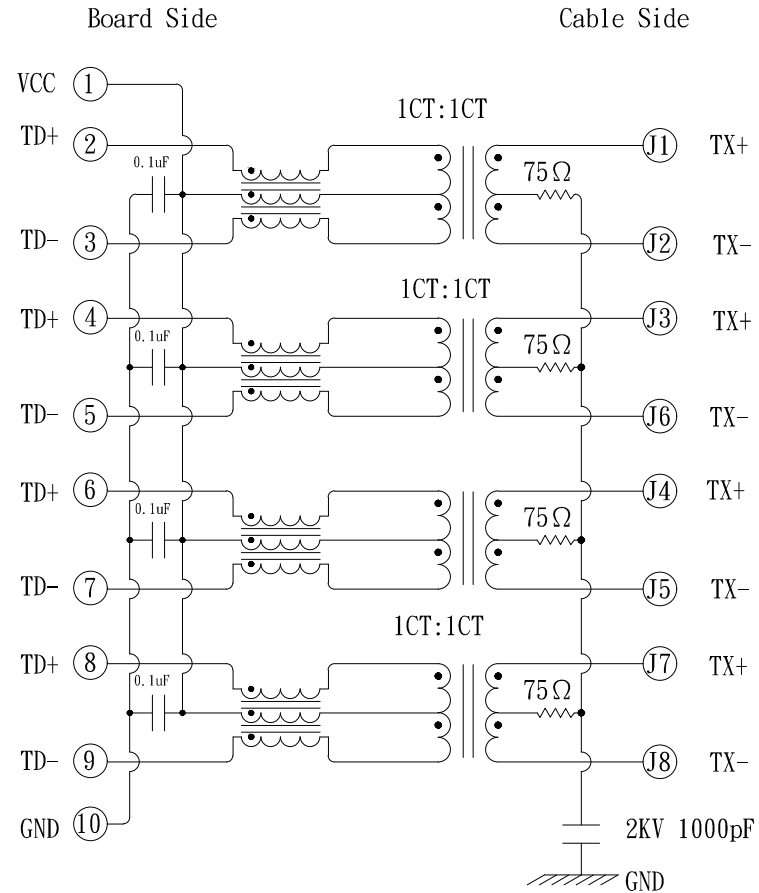 Board Side Cable Side
VCC 1
1CT:1CT
TD+ 2 J1 TX+
0.1uF 75Ω
TD- 3 J2 TX-
1CT:1CT
TD+ 4 J3 TX+
0.1uF 75Ω
TD- 5 J6 TX-
TD+ 6 J4 TX+
0.1uF 75Ω
TD- 7 J5 TX-
1CT:1CT
TD+ 8 J7 TX+
0.1uF 75Ω
TD- 9 J8 TX-
GND 10 2KV 1000pF
GND